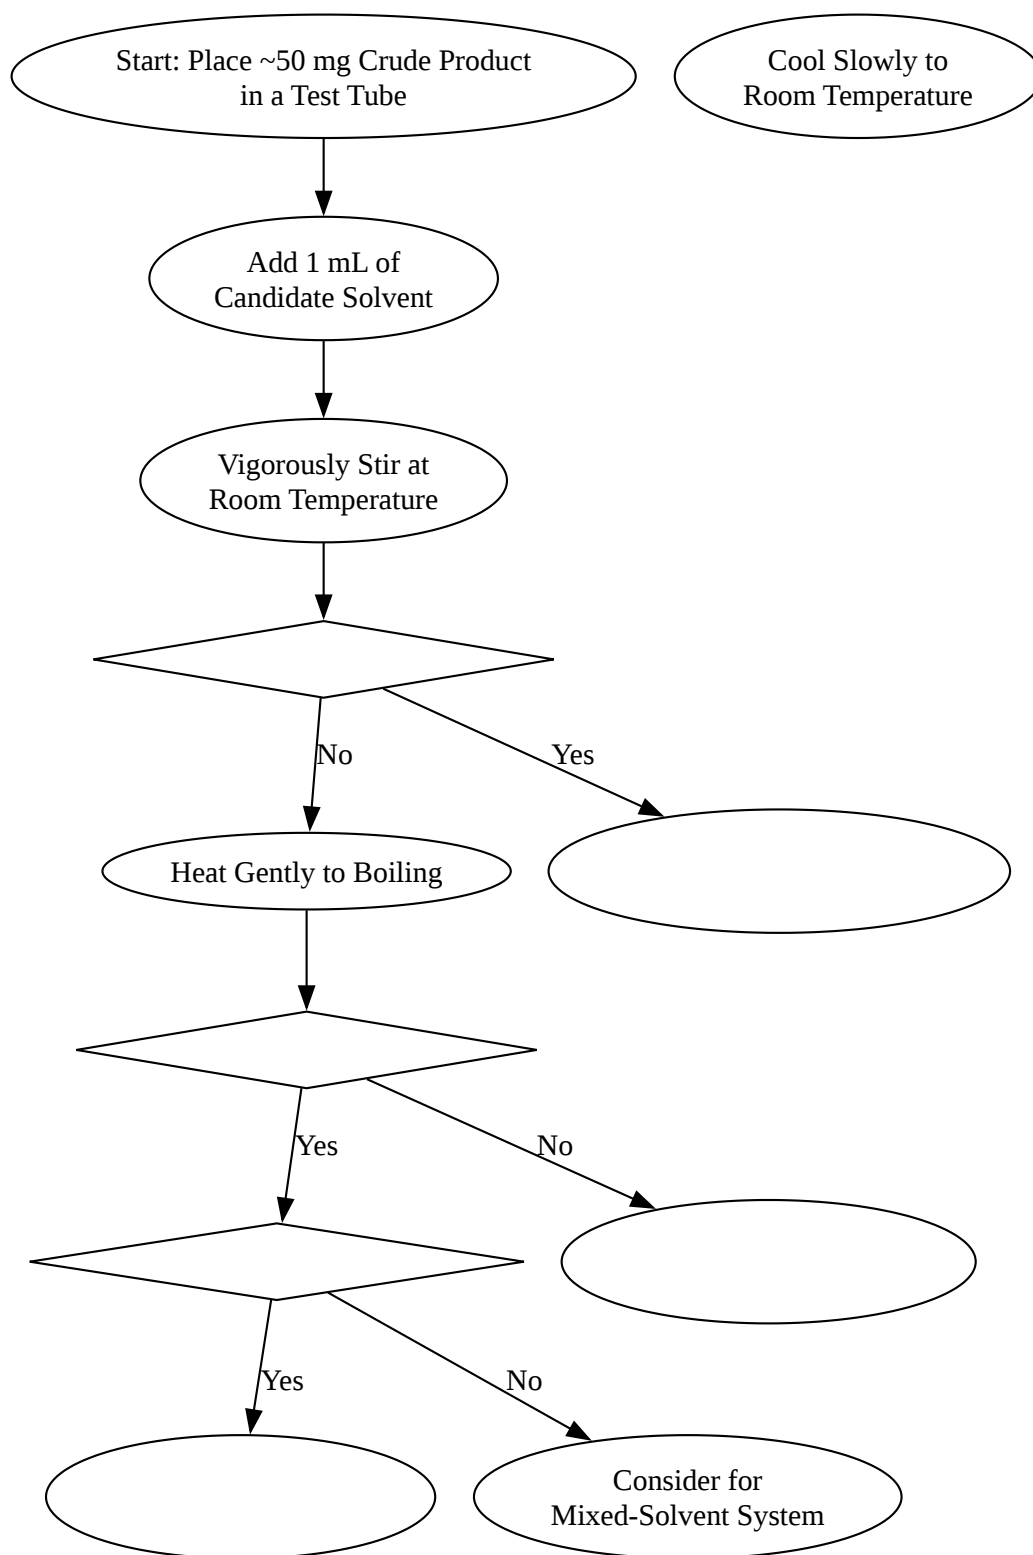 Start: Place ~50 mg Crude Product
in a Test Tube
Cool Slowly to
Room Temperature
Add 1 mL of
Candidate Solvent
Vigorously Stir at
Room Temperature
No
Yes
Heat Gently to Boiling
Yes
No
Yes
No
Consider for
Mixed-Solvent System